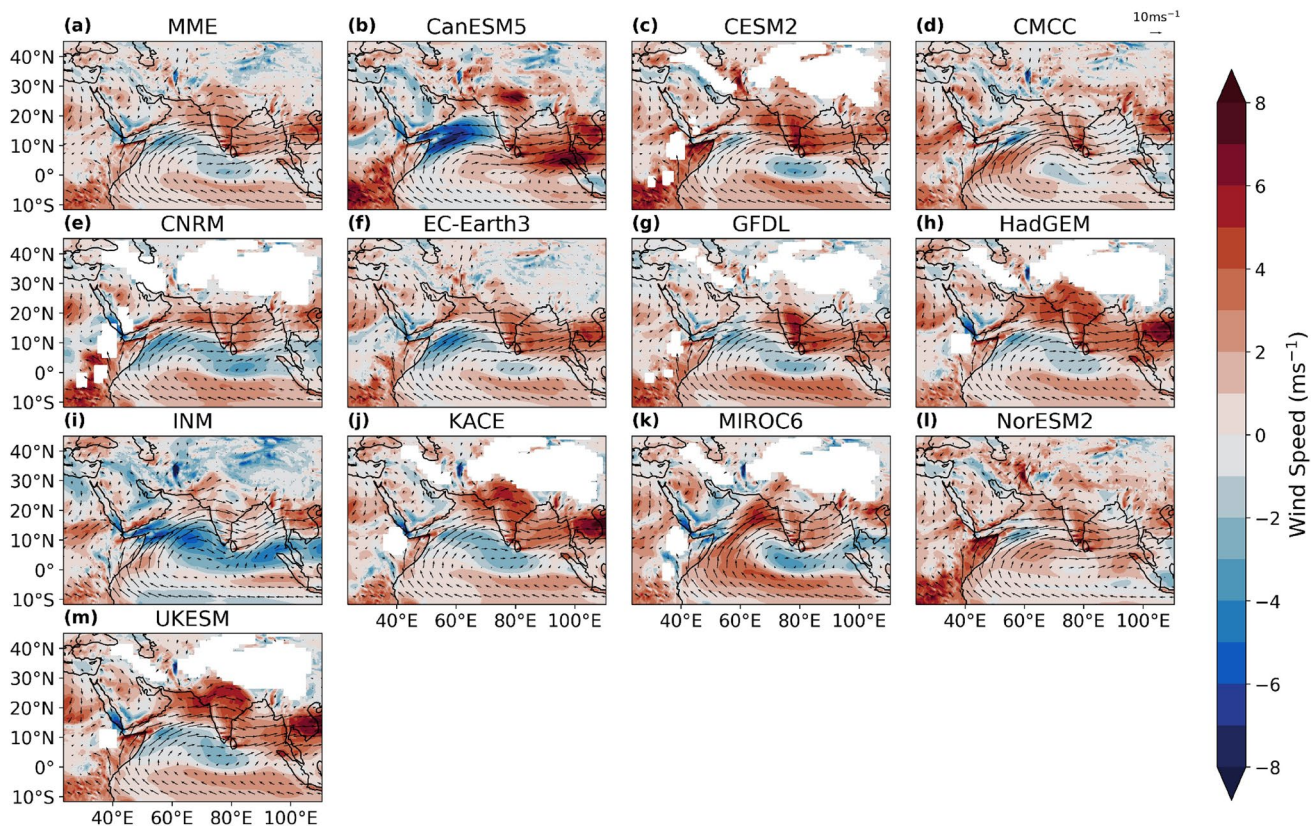 (a) MME
(b) CanESM5
(c) CESM2
(d) CMCC
10ms⁻¹
40°N
30°N
20°N
10°N
0°
10°S
(e) CNRM
(f) EC-Earth3
(g) GFDL
(h) HadGEM
40°N
30°N
20°N
10°N
0°
10°S
(i) INM
(j) KACE
(k) MIROC6
(l) NorESM2
40°N
30°N
20°N
10°N
0°
10°S
40°E 60°E 80°E 100°E
40°E 60°E 80°E 100°E
40°E 60°E 80°E 100°E
(m) UKESM
40°N
30°N
20°N
10°N
0°
10°S
40°E 60°E 80°E 100°E
8
6
4
2
0
−2
−4
−6
−8
Wind Speed (ms⁻¹)